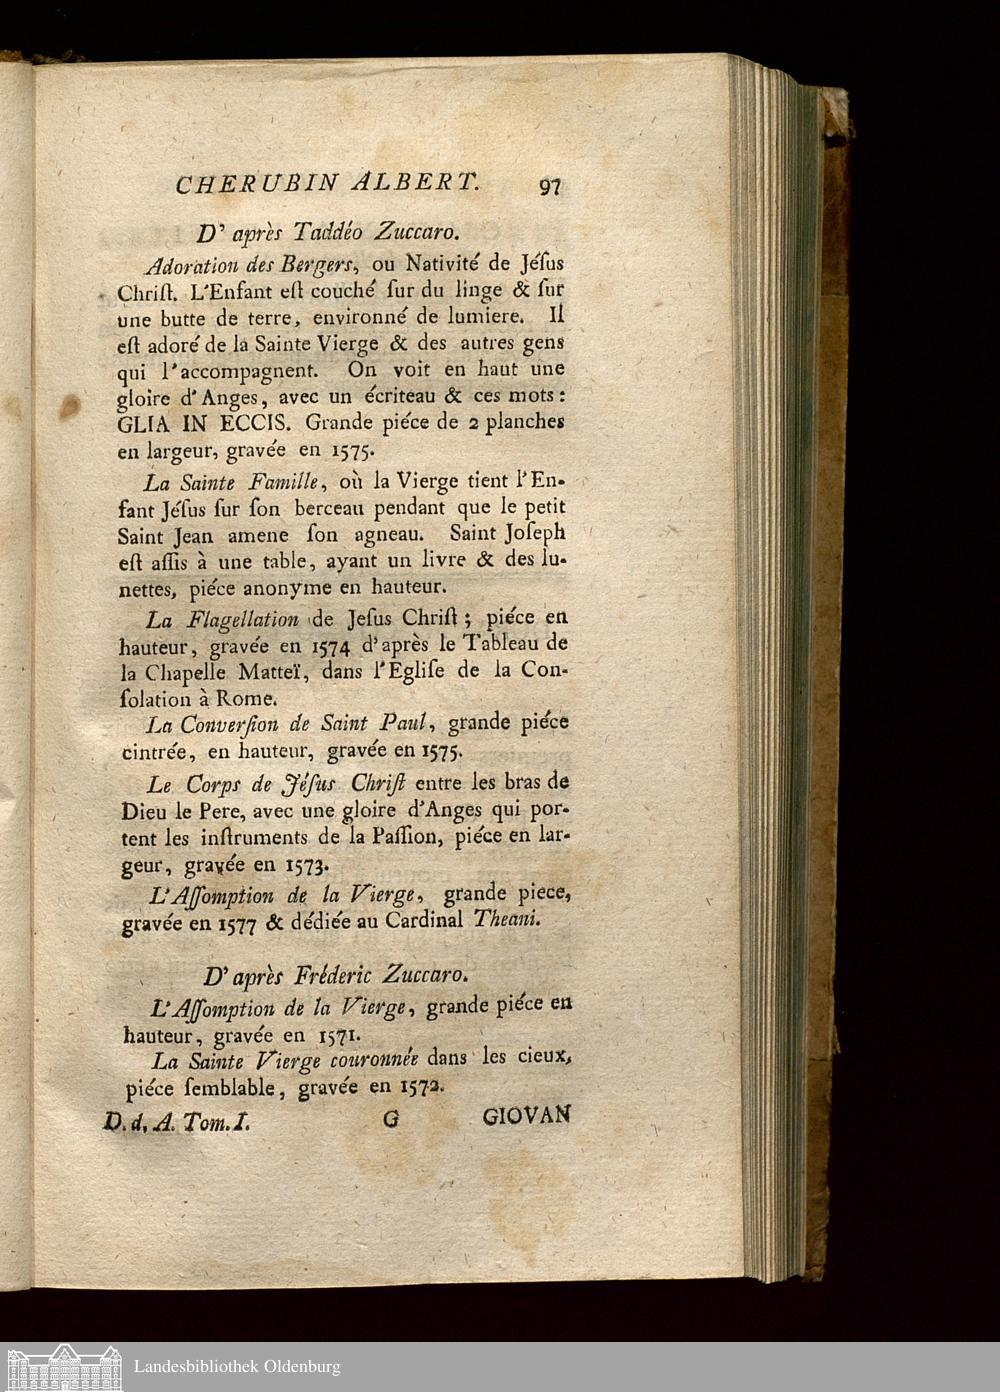 CHERUBIN ALBERT. 97
D' après Taddéo Zuccaro.
Adoration des Bergers, ou Nativité de Jéſus
Chriſt. L'Enfant eſt couché ſur du linge & ſur
une butte de terre, environné de lumiere. Il
eſt adoré de la Sainte Vierge & des autres gens
qui l'accompagnent. On voit en haut une
gloire d'Anges, avec un écriteau & ces mots:
GLIA IN ECCIS. Grande piéce de 2 planches
en largeur, gravée en 1575.
La Sainte Famille, où la Vierge tient l'En-
fant Jéſus ſur ſon berceau pendant que le petit
Saint Jean amene ſon agneau. Saint Joſeph
eſt aſſis à une table, ayant un livre & des lu-
nettes, piéce anonyme en hauteur.
La Flagellation de Jeſus Chriſt; piéce en
hauteur, gravée en 1574 d'après le Tableau de
la Chapelle Matteï, dans l'Egliſe de la Con-
ſolation à Rome.
La Converſion de Saint Paul, grande piéce
cintrée, en hauteur, gravée en 1575.
Le Corps de Jéſus Chriſt entre les bras de
Dieu le Pere, avec une gloire d'Anges qui por-
tent les inſtruments de la Paſſion, piéce en lar-
geur, gravée en 1573.
L'Aſſomption de la Vierge, grande piece,
gravée en 1577 & dédiée au Cardinal Theani.
D' après Fréderic Zuccaro.
L'Aſſomption de la Vierge, grande piéce en
hauteur, gravée en 1571.
La Sainte Vierge couronnée dans les cieux,
piéce ſemblable, gravée en 1572.
D. d. A. Tom. I. G GIOVAN
Landesbibliothek Oldenburg